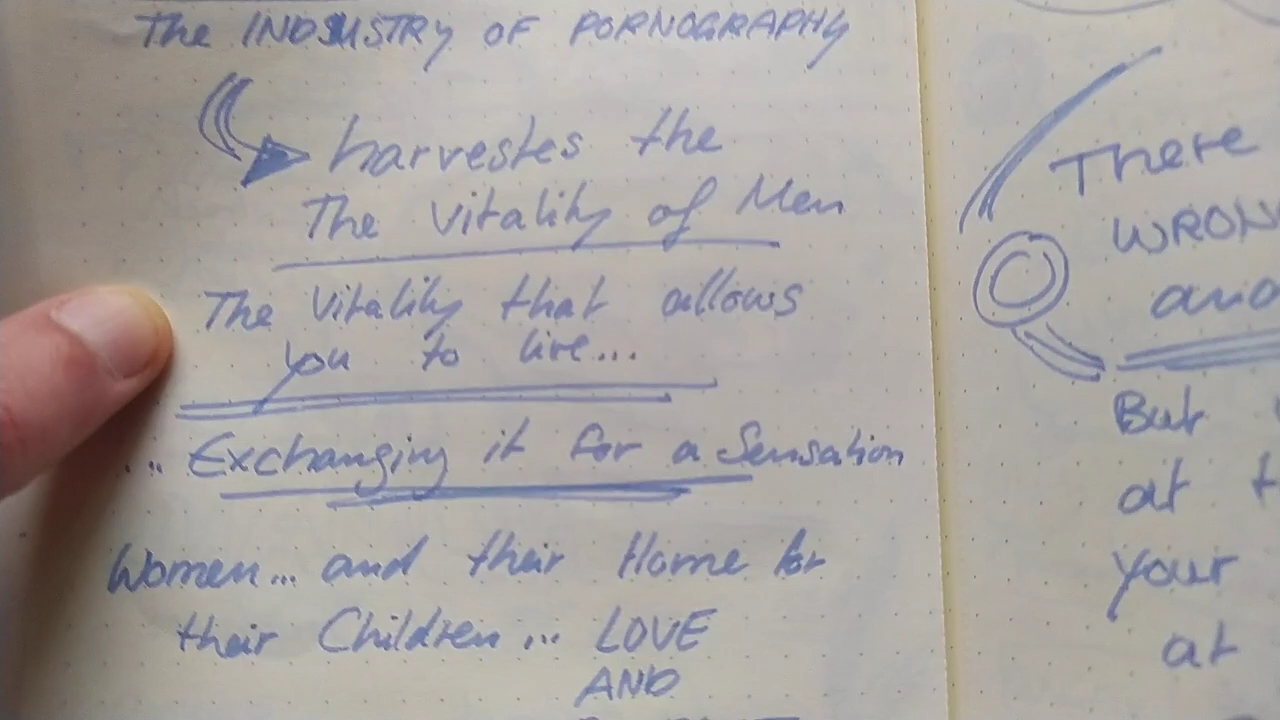 The INDUSTRY OF PORNOGRAPHY
harvestes the
The Vitality of Men
The Vitality that allows
you to live...
... Exchanging it for a Sensation
Women... and their Home for
their Children... LOVE
AND
There
WRON
and
But
at t
your
at